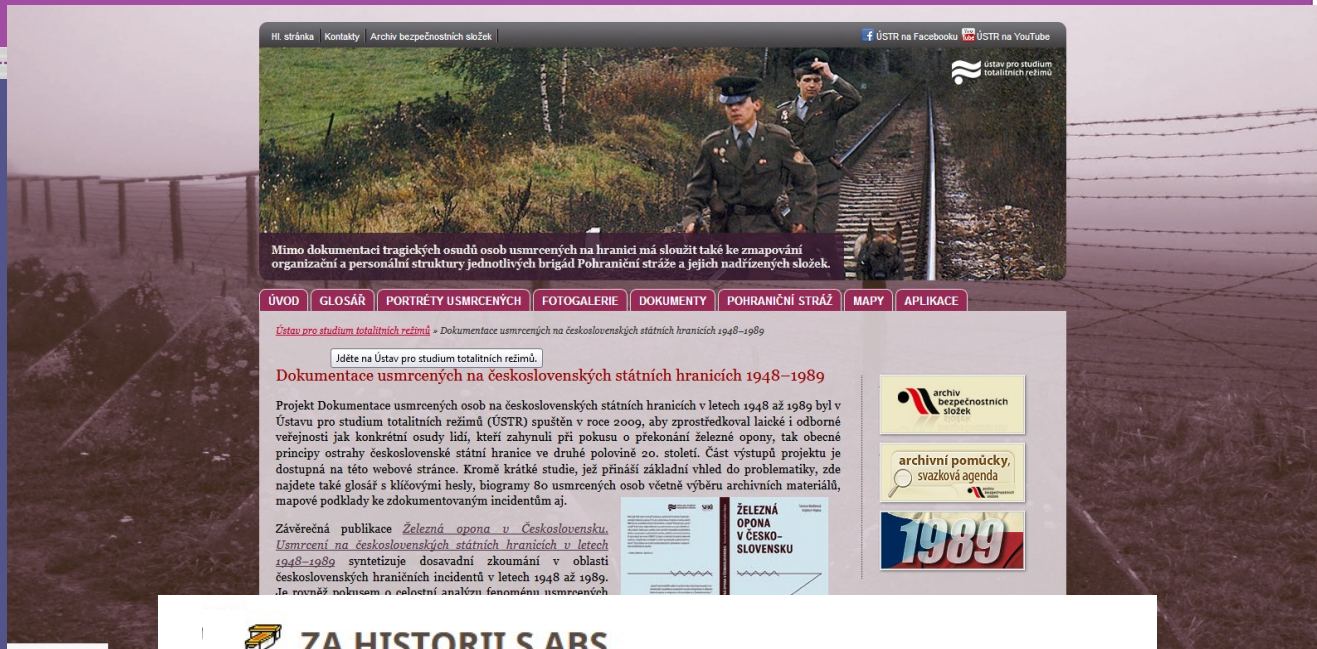 Hl. stránka Kontakty Archiv bezpečnostních složek
ÚSTR na Facebooku ÚSTR na YouTube
ústav pro studium
totalitních režimů
Mimo dokumentaci tragických osudů osob usmrcených na hranici má sloužit také ke zmapování
organizační a personální struktury jednotlivých brigád Pohraniční stráže a jejich nadřízených složek.
ÚVOD GLOSÁŘ PORTRÉTY USMRCENÝCH FOTOGALERIE DOKUMENTY POHRANIČNÍ STRÁŽ MAPY APLIKACE
Ústav pro studium totalitních režimů » Dokumentace usmrcených na československých státních hranicích 1948–1989
Jděte na Ústav pro studium totalitních režimů.
Dokumentace usmrcených na československých státních hranicích 1948–1989
Projekt Dokumentace usmrcených osob na československých státních hranicích v letech 1948 až 1989 byl v
Ústavu pro studium totalitních režimů (ÚSTR) spuštěn v roce 2009, aby zprostředkoval laické i odborné
veřejnosti jak konkrétní osudy lidí, kteří zahynuli při pokusu o překonání železné opony, tak obecné
principy ostrahy československé státní hranice ve druhé polovině 20. století. Část výstupů projektu je
dostupná na této webové stránce. Kromě krátké studie, jež přináší základní vhled do problematiky, zde
najdete také glosář s klíčovými hesly, biogramy 80 usmrcených osob včetně výběru archivních materiálů,
mapové podklady ke zdokumentovaným incidentům aj.
Závěrečná publikace Železná opona v Československu.
Usmrcení na československých státních hranicích v letech
1948–1989 syntetizuje dosavadní zkoumání v oblasti
československých hraničních incidentů v letech 1948 až 1989.
Je rovněž pokusem o celostní analýzu fenoménu usmrcených
ŽELEZNÁ
OPONA
V ČESKO-
SLOVENSKU
archiv
bezpečnostních
složek
archivní pomůcky,
svazková agenda
1989
ZA HISTORII S ABS